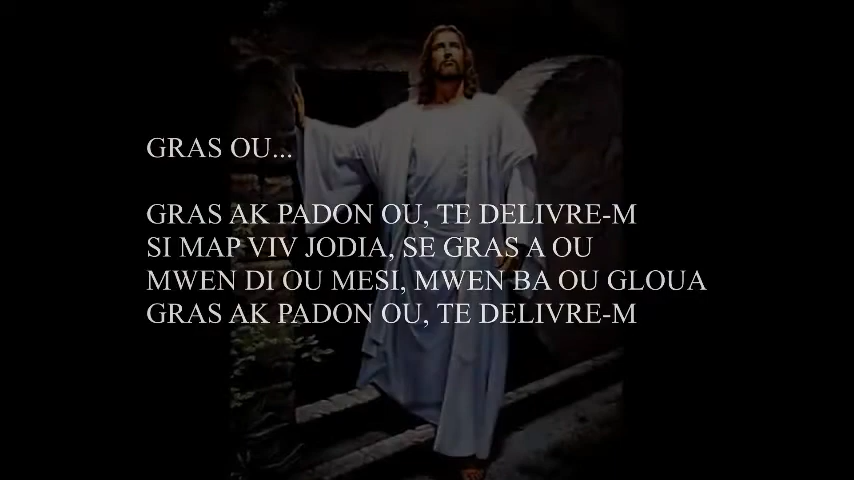 GRAS OU...
GRAS AK PADON OU, TE DELIVRE-M
SI MAP VIV JODIA, SE GRAS A OU
MWEN DI OU MESI, MWEN BA OU GLOUA
GRAS AK PADON OU, TE DELIVRE-M